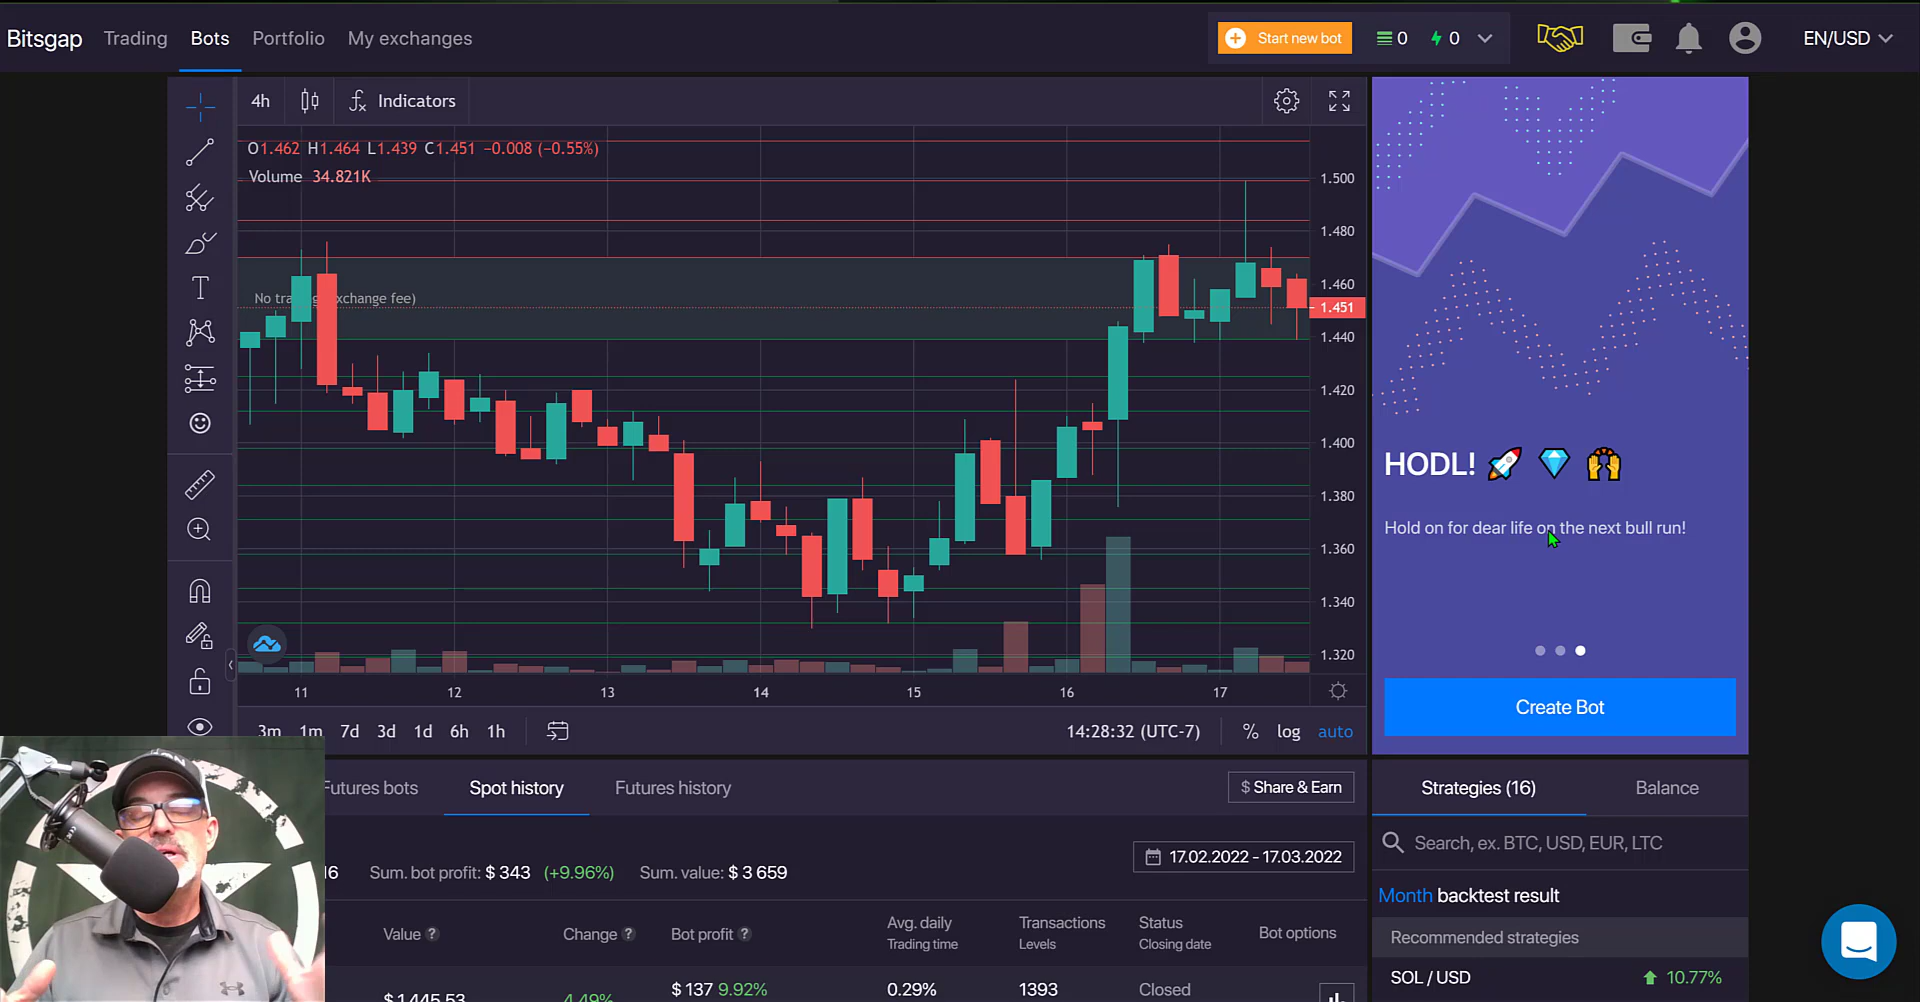 Bitsgap Trading Bots Portfolio My exchanges Start new bot 0 0 EN/USD
4h Indicators
O1.462 H1.464 L1.439 C1.451 −0.008 (−0.55%)
Volume 34.821K
1.500
1.480
1.460
1.451
1.440
1.420
1.400
1.380
1.360
1.340
1.320
No tra g exchange fee)
11 12 13 14 15 16 17
3m 1m 7d 3d 1d 6h 1h 14:28:32 (UTC-7) % log auto
HODL! 🚀 💎 🙌
Hold on for dear life on the next bull run!
Create Bot
Futures bots Spot history Futures history $ Share & Earn
17.02.2022 - 17.03.2022
16 Sum. bot profit: $ 343 (+9.96%) Sum. value: $ 3 659
Value ? Change ? Bot profit ? Avg. daily Transactions Status Bot options
Trading time Levels Closing date
$ 1,445.53 4.49% $ 137 9.92% 0.29% 1393 Closed
Strategies (16) Balance
Search, ex. BTC, USD, EUR, LTC
Month backtest result
Recommended strategies
SOL / USD 10.77%